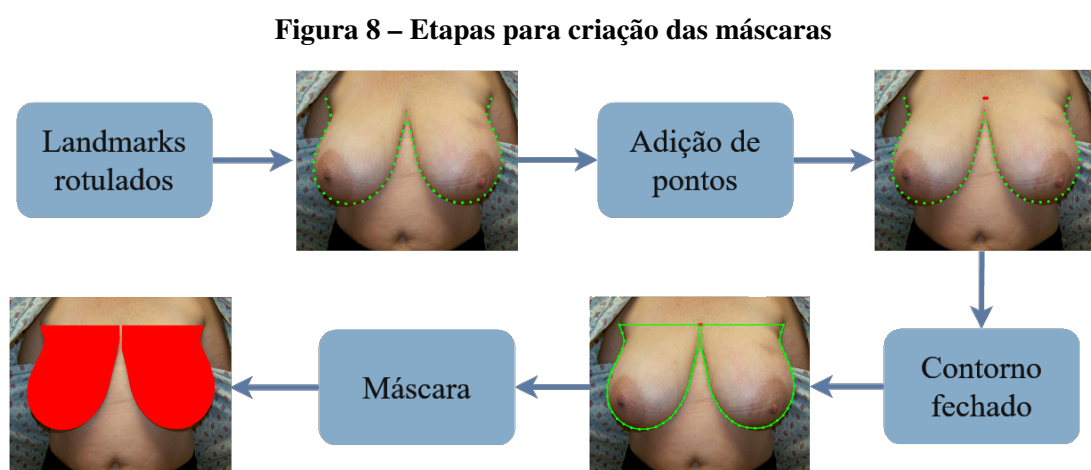 Figura 8 – Etapas para criação das máscaras
Landmarks
rotulados
Adição de
pontos
Contorno
fechado
Máscara